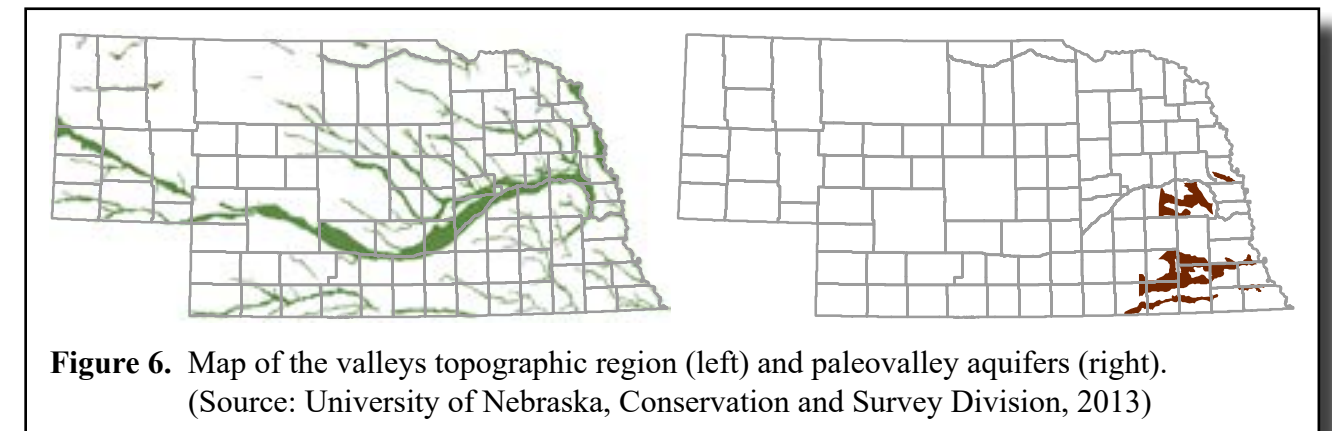 Figure 6. Map of the valleys topographic region (left) and paleovalley aquifers (right).
(Source: University of Nebraska, Conservation and Survey Division, 2013)